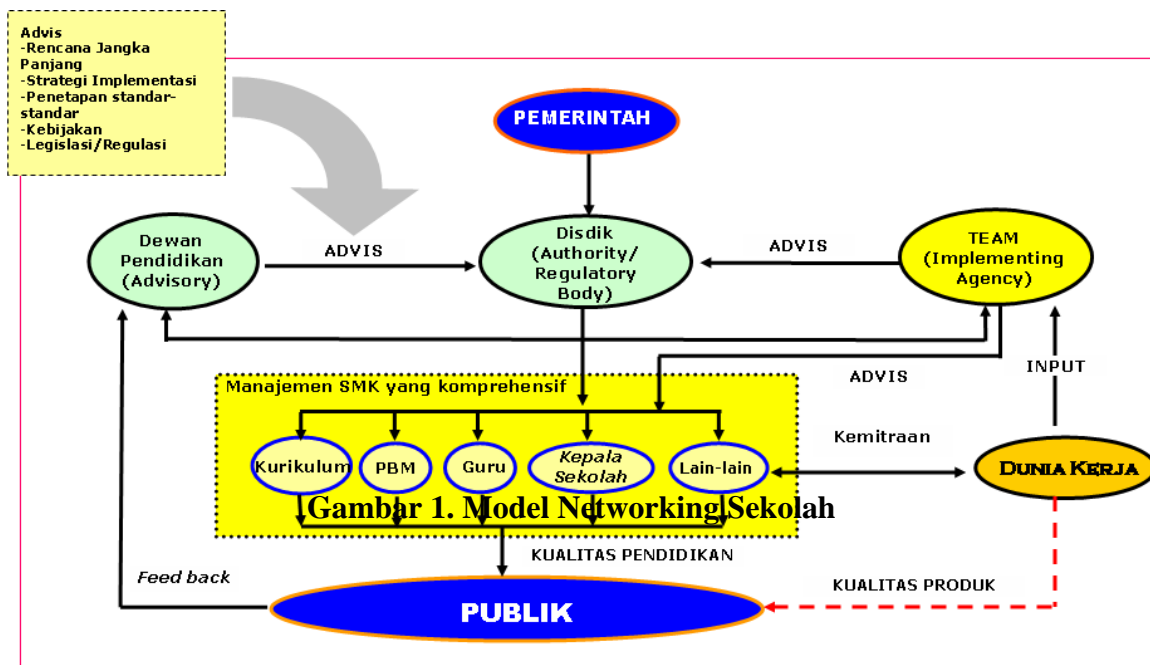 Advis
-Rencana Jangka
Panjang
-Strategi Implementasi
-Penetapan standar-
standar
-Kebijakan
-Legislasi/Regulasi
PEMERINTAH
Dewan
Pendidikan
(Advisory)
ADVIS
Disdik
(Authority/
Regulatory
Body)
ADVIS
TEAM
(Implementing
Agency)
ADVIS
INPUT
Manajemen SMK yang komprehensif
Kurikulum
PBM
Guru
Kepala
Sekolah
Lain-lain
Kemitraan
DUNIA KERJA
Gambar 1. Model Networking Sekolah
KUALITAS PENDIDIKAN
Feed back
KUALITAS PRODUK
PUBLIK